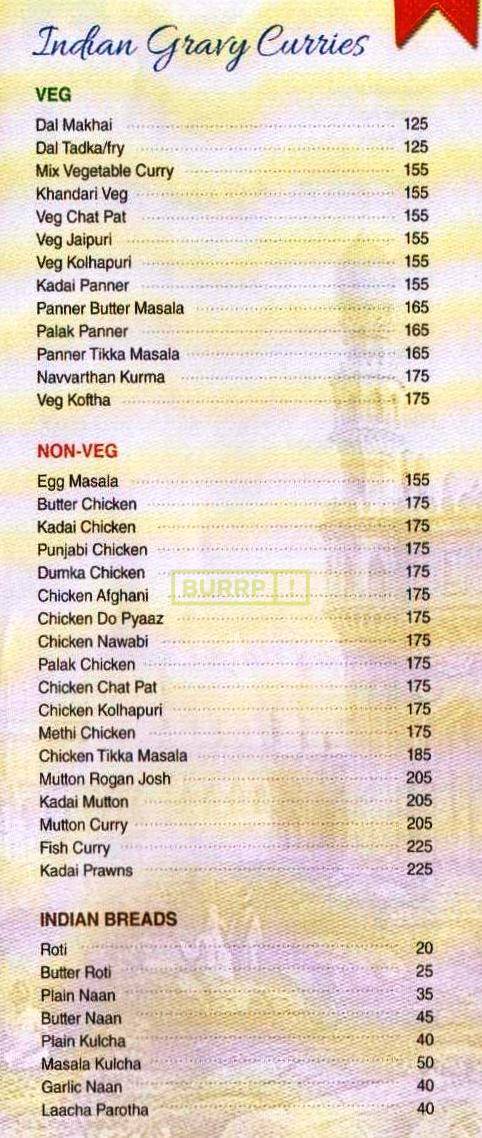 Indian Gravy Curries
VEG
Dal Makhai 125
Dal Tadka/fry 125
Mix Vegetable Curry 155
Khandari Veg 155
Veg Chat Pat 155
Veg Jaipuri 155
Veg Kolhapuri 155
Kadai Panner 155
Panner Butter Masala 165
Palak Panner 165
Panner Tikka Masala 165
Navvarthan Kurma 175
Veg Koftha 175
NON-VEG
Egg Masala 155
Butter Chicken 175
Kadai Chicken 175
Punjabi Chicken 175
Dumka Chicken 175
Chicken Afghani 175
BURRP!
Chicken Do Pyaaz 175
Chicken Nawabi 175
Palak Chicken 175
Chicken Chat Pat 175
Chicken Kolhapuri 175
Methi Chicken 175
Chicken Tikka Masala 185
Mutton Rogan Josh 205
Kadai Mutton 205
Mutton Curry 205
Fish Curry 225
Kadai Prawns 225
INDIAN BREADS
Roti 20
Butter Roti 25
Plain Naan 35
Butter Naan 45
Plain Kulcha 40
Masala Kulcha 50
Garlic Naan 40
Laacha Parotha 40